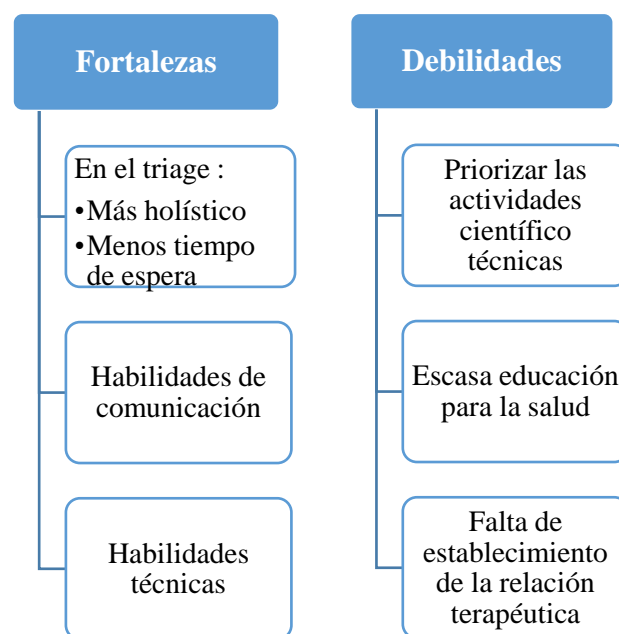 Fortalezas
En el triage :
•Más holístico
•Menos tiempo
de espera
Habilidades de
comunicación
Habilidades
técnicas
Debilidades
Priorizar las
actividades
científico
técnicas
Escasa educación
para la salud
Falta de
establecimiento
de la relación
terapéutica